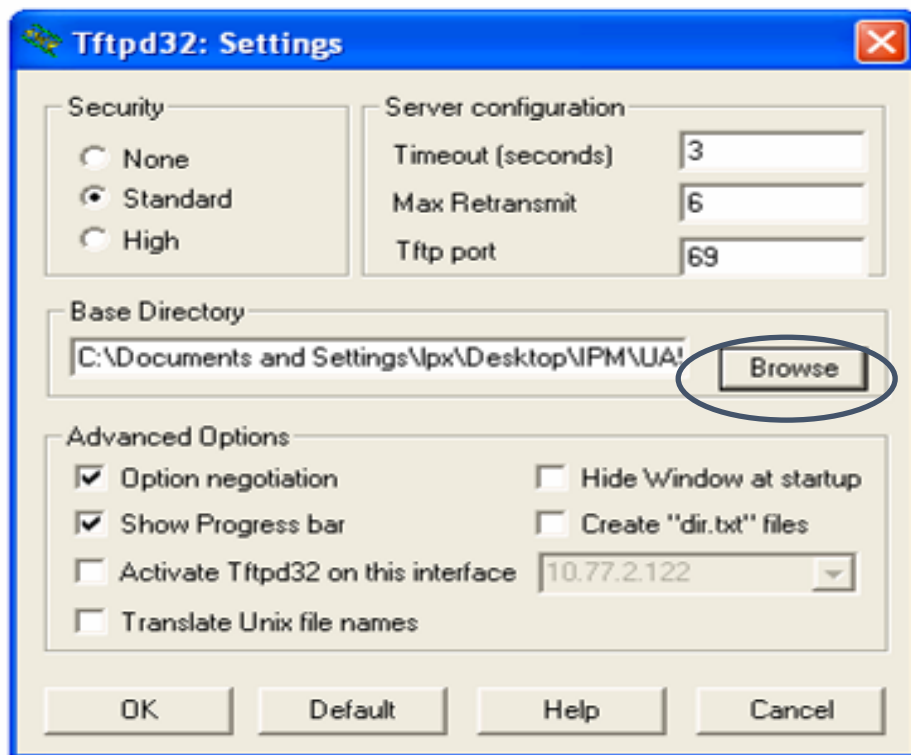 Tftpd32: Settings
Security
None
Standard
High
Server configuration
Timeout (seconds)
3
Max Retransmit
6
Tftp port
69
Base Directory
C:\Documents and Settings\lpx\Desktop\IPM\UA
Browse
Advanced Options
Option negotiation
Hide Window at startup
Show Progress bar
Create "dir.txt" files
Activate Tftpd32 on this interface
10.77.2.122
Translate Unix file names
OK
Default
Help
Cancel